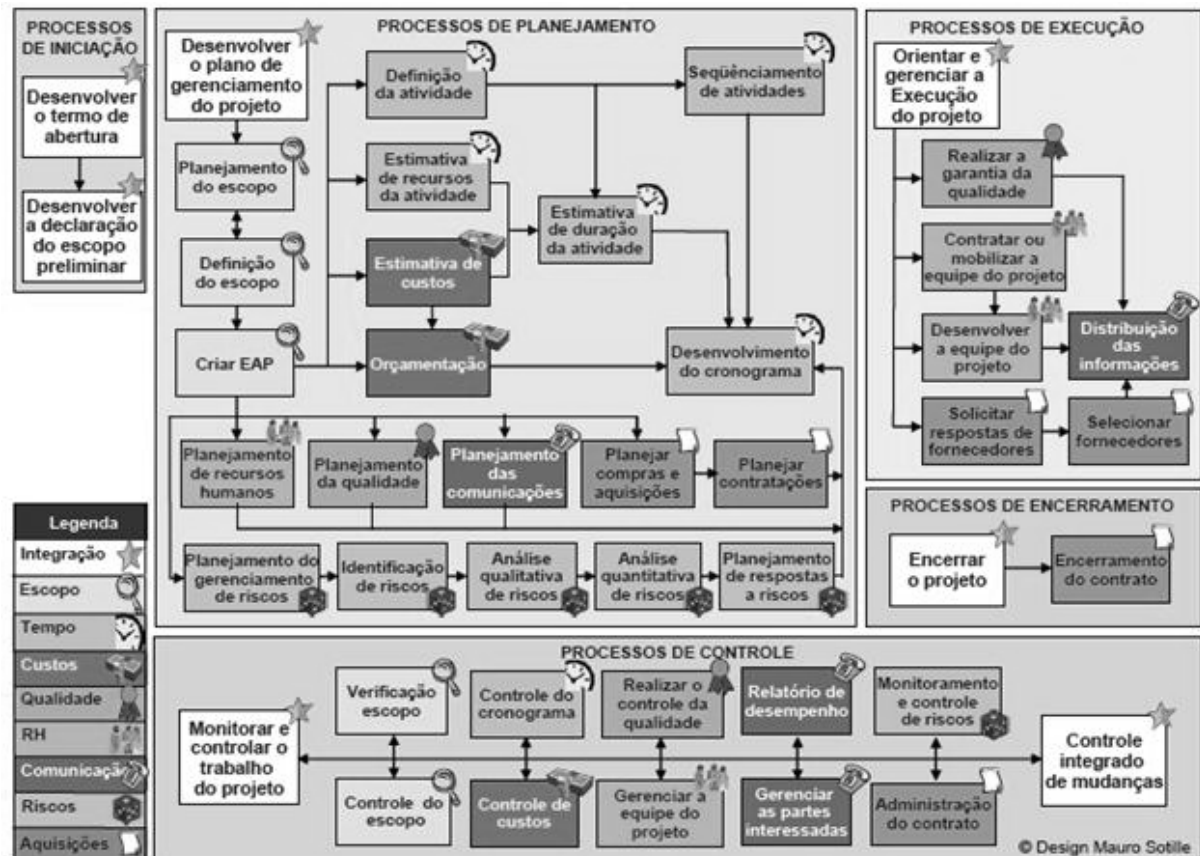 PROCESSOS
DE INICIAÇÃO
Desenvolver
o termo de
abertura
Desenvolver
a declaração
do escopo
preliminar
PROCESSOS DE PLANEJAMENTO
Desenvolver
o plano de
gerenciamento
do projeto
Planejamento
do escopo
Definição
do escopo
Criar EAP
Definição
da atividade
Seqüênciamento
de atividades
Estimativa
de recursos
da atividade
Estimativa
de duração
da atividade
Estimativa de
custos
Orçamentação
Desenvolvimento
do cronograma
Planejamento
de recursos
humanos
Planejamento
da qualidade
Planejamento
das
comunicações
Planejar
compras e
aquisições
Planejar
contratações
Planejamento do
gerenciamento
de riscos
Identificação
de riscos
Análise
qualitativa
de riscos
Análise
quantitativa
de riscos
Planejamento
de respostas
a riscos
PROCESSOS DE EXECUÇÃO
Orientar e
gerenciar a
Execução
do projeto
Realizar a
garantia da
qualidade
Contratar ou
mobilizar a
equipe do projeto
Desenvolver
a equipe do
projeto
Distribuição
das
informações
Solicitar
respostas de
fornecedores
Selecionar
fornecedores
PROCESSOS DE ENCERRAMENTO
Encerrar
o projeto
Encerramento
do contrato
Legenda
Integração
Escopo
Tempo
Custos
Qualidade
RH
Comunicação
Riscos
Aquisições
PROCESSOS DE CONTROLE
Monitorar e
controlar o
trabalho
do projeto
Verificação
escopo
Controle do
cronograma
Realizar o
controle da
qualidade
Relatório de
desempenho
Monitoramento
e controle
de riscos
Controle do
escopo
Controle de
custos
Gerenciar a
equipe do
projeto
Gerenciar
as partes
interessadas
Administração
do contrato
Controle
integrado
de mudanças
© Design Mauro Sotille